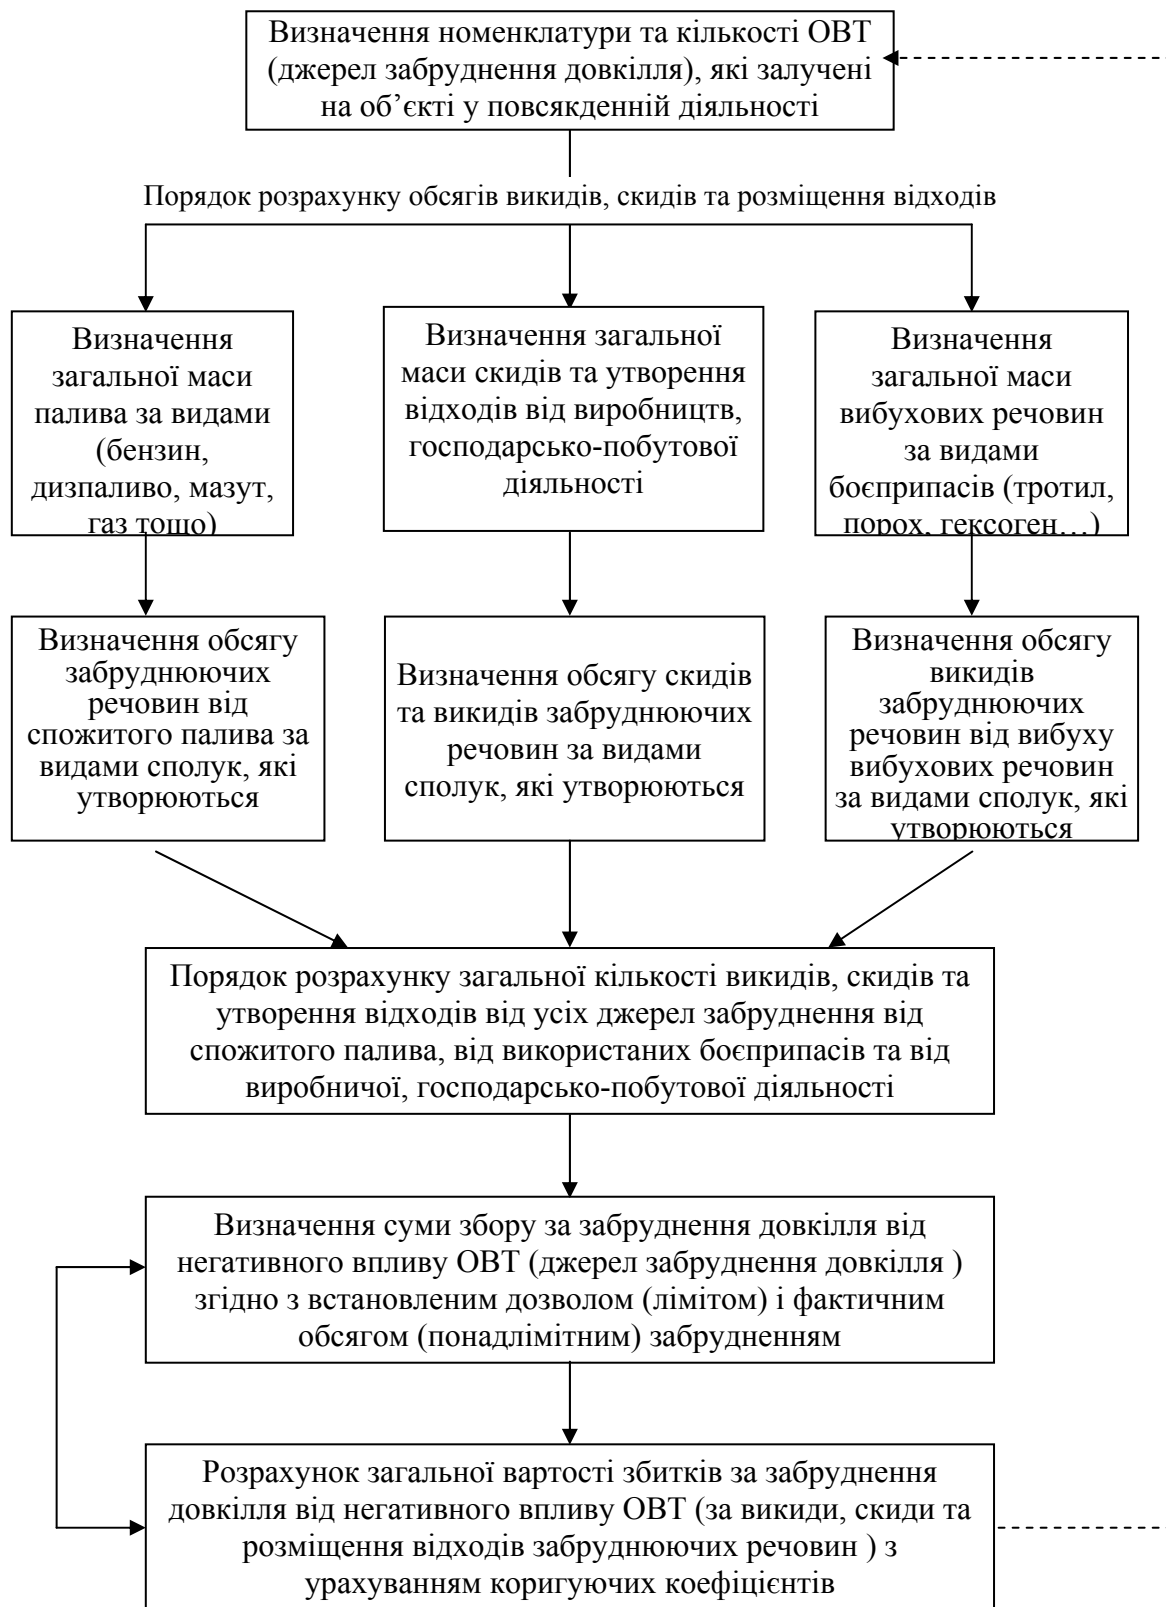 Визначення номенклатури та кількості ОВТ
(джерел забруднення довкілля), які залучені
на об’єкті у повсякденній діяльності
Порядок розрахунку обсягів викидів, скидів та розміщення відходів
Визначення
загальної маси
палива за видами
(бензин,
дизпаливо, мазут,
газ тощо)
Визначення загальної
маси скидів та утворення
відходів від виробництв,
господарсько-побутової
діяльності
Визначення
загальної маси
вибухових речовин
за видами
боєприпасів (тротил,
порох, гексоген…)
Визначення обсягу
забруднюючих
речовин від
спожитого палива за
видами сполук, які
утворюються
Визначення обсягу скидів
та викидів забруднюючих
речовин за видами
сполук, які утворюються
Визначення обсягу
викидів
забруднюючих
речовин від вибуху
вибухових речовин
за видами сполук, які
утворюються
Порядок розрахунку загальної кількості викидів, скидів та
утворення відходів від усіх джерел забруднення від
спожитого палива, від використаних боєприпасів та від
виробничої, господарсько-побутової діяльності
Визначення суми збору за забруднення довкілля від
негативного впливу ОВТ (джерел забруднення довкілля )
згідно з встановленим дозволом (лімітом) і фактичним
обсягом (понадлімітним) забрудненням
Розрахунок загальної вартості збитків за забруднення
довкілля від негативного впливу ОВТ (за викиди, скиди та
розміщення відходів забруднюючих речовин ) з
урахуванням коригуючих коефіцієнтів